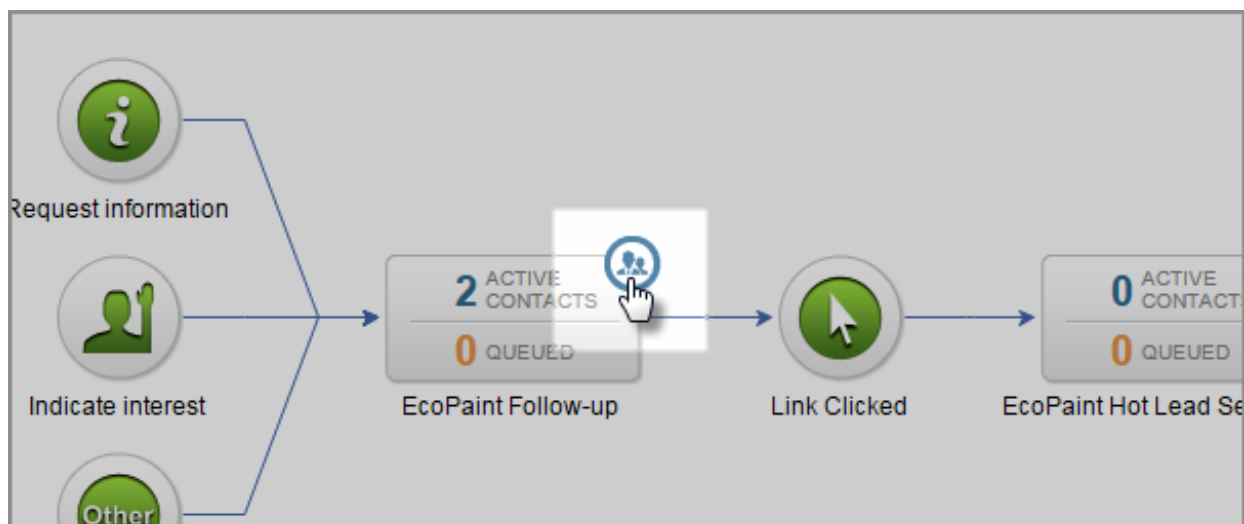 i
Request information
2 ACTIVE
CONTACTS
0 QUEUED
0 ACTIVE
CONTACT
0 QUEUED
Indicate interest
EcoPaint Follow-up
Link Clicked
EcoPaint Hot Lead Se
Other